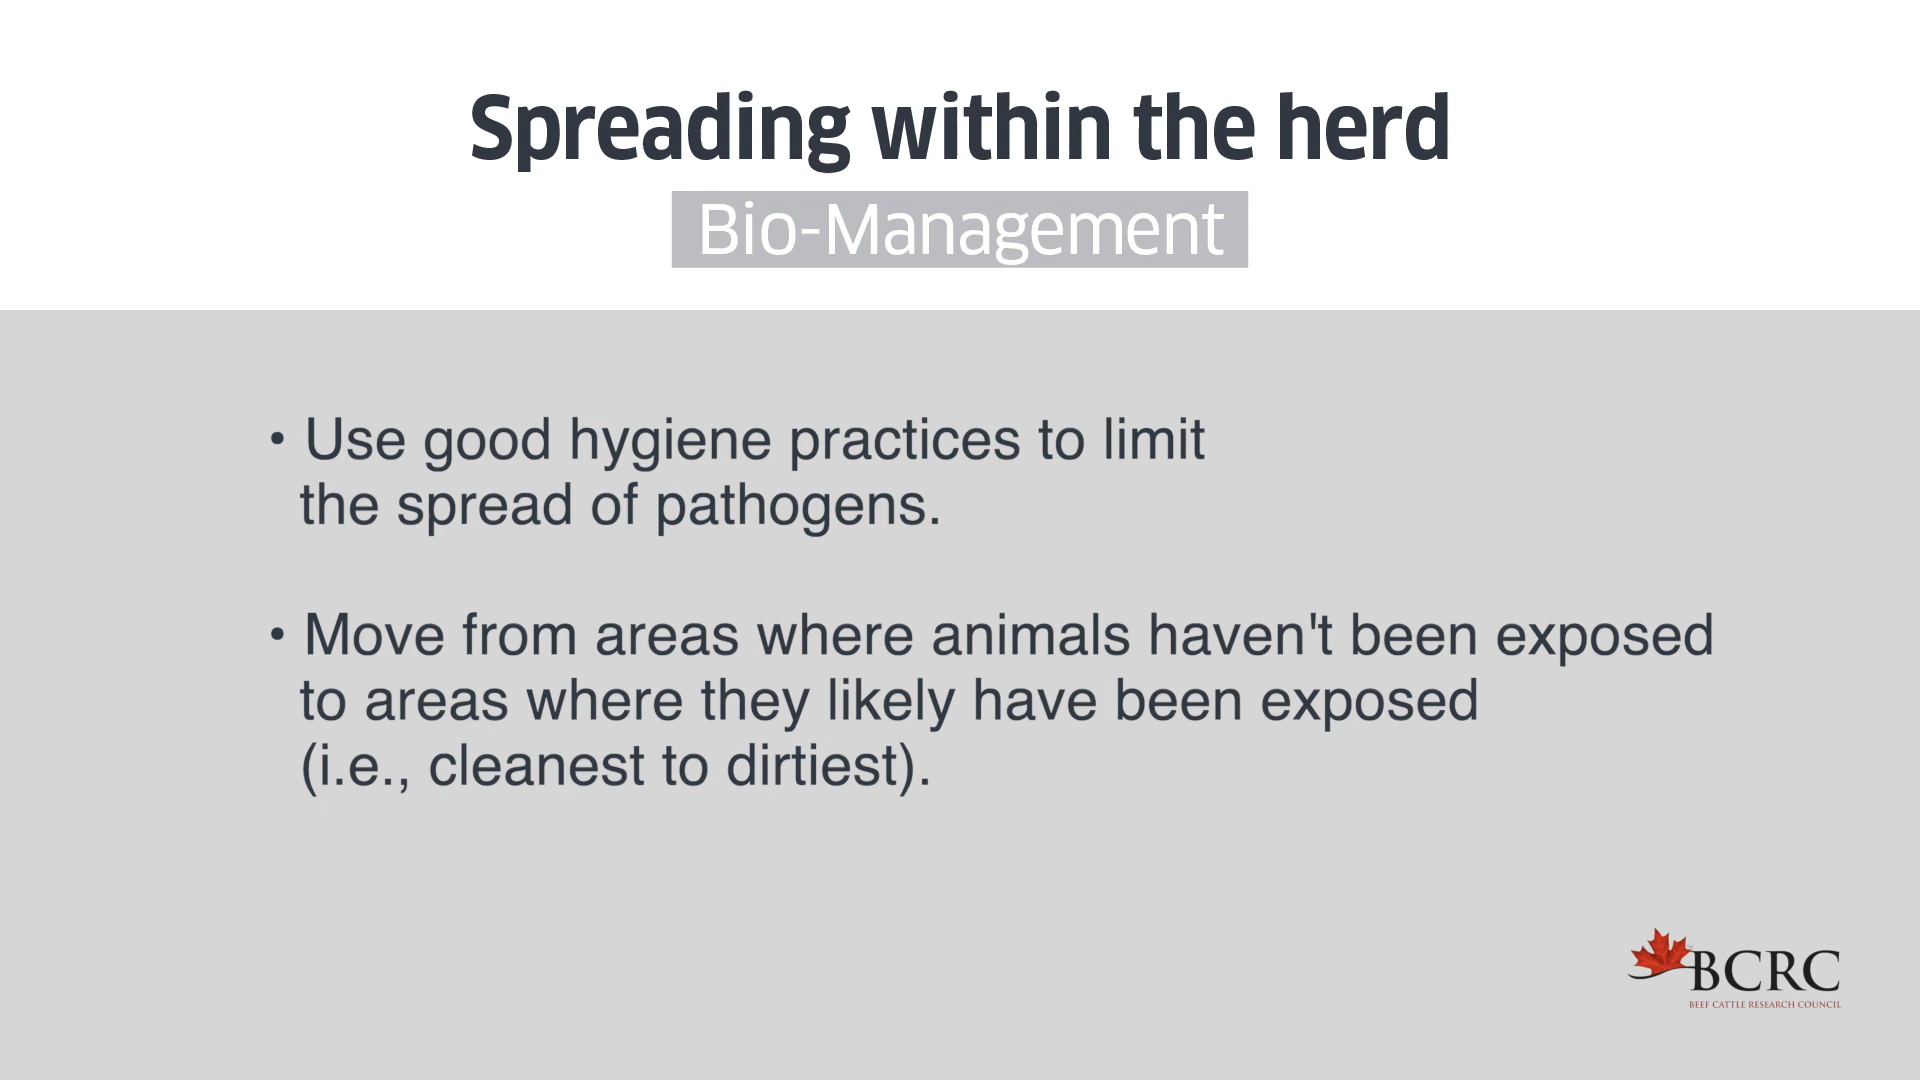 Spreading within the herd
Bio-Management
• Use good hygiene practices to limit
the spread of pathogens.
• Move from areas where animals haven't been exposed
to areas where they likely have been exposed
(i.e., cleanest to dirtiest).
BCRC
BEEF CATTLE RESEARCH COUNCIL